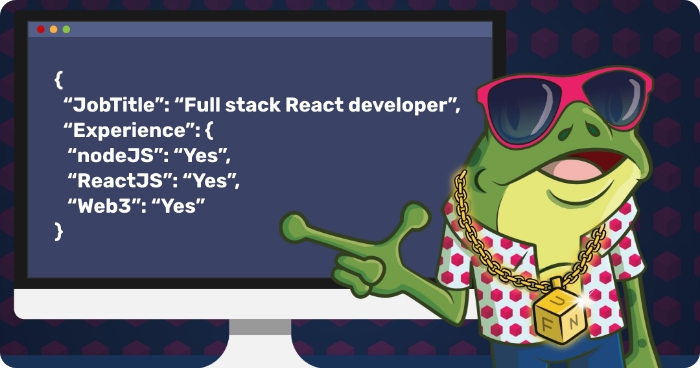 {
“JobTitle”: “Full stack React developer”,
“Experience”: {
“nodeJS”: “Yes”,
“ReactJS”: “Yes”,
“Web3”: “Yes”
}
U
F N